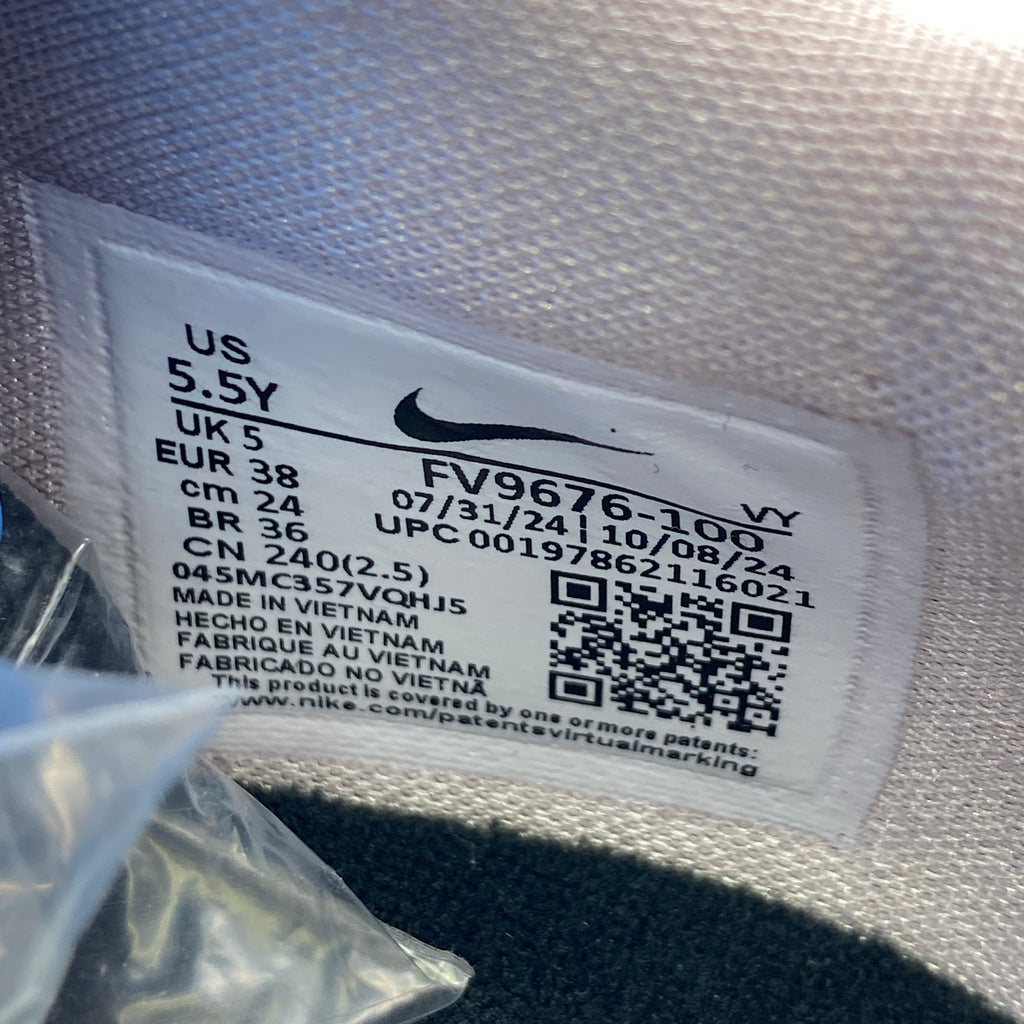 US
5.5Y
UK 5
EUR 38
cm 24
BR 36
CN 240(2.5)
VY
FV9676-100
07/31/24 | 10/08/24
UPC 00197862116021
045MC357VQHJ5
MADE IN VIETNAM
HECHO EN VIETNAM
FABRIQUE AU VIETNAM
FABRICADO NO VIETNÃ
This product is covered by one or more patents:
www.nike.com/patentsvirtualmarking